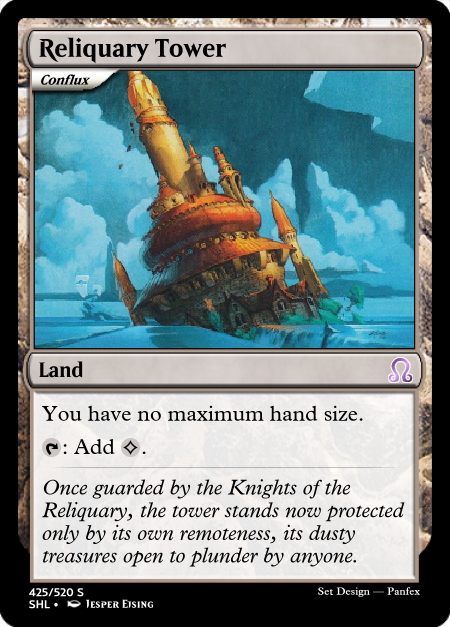 Reliquary Tower
Conflux
Land
You have no maximum hand size.
: Add .
Once guarded by the Knights of the
Reliquary, the tower stands now protected
only by its own remoteness, its dusty
treasures open to plunder by anyone.
425/520 S
Set Design — Panfex
SHL • Jesper Eising